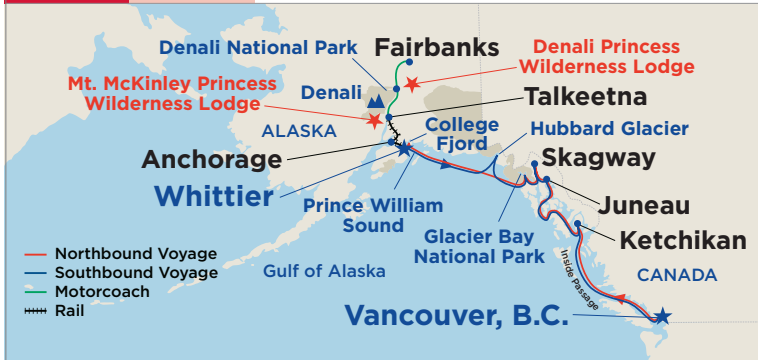 Denali National Park
Fairbanks
Denali Princess
Wilderness Lodge
Mt. McKinley Princess
Wilderness Lodge
Denali
Talkeetna
ALASKA
College
Fjord
Hubbard Glacier
Anchorage
Skagway
Whittier
Prince William
Sound
Juneau
Glacier Bay
National Park
Ketchikan
Northbound Voyage
Southbound Voyage
Motorcoach
Rail
Gulf of Alaska
Inside Passage
CANADA
Vancouver, B.C.